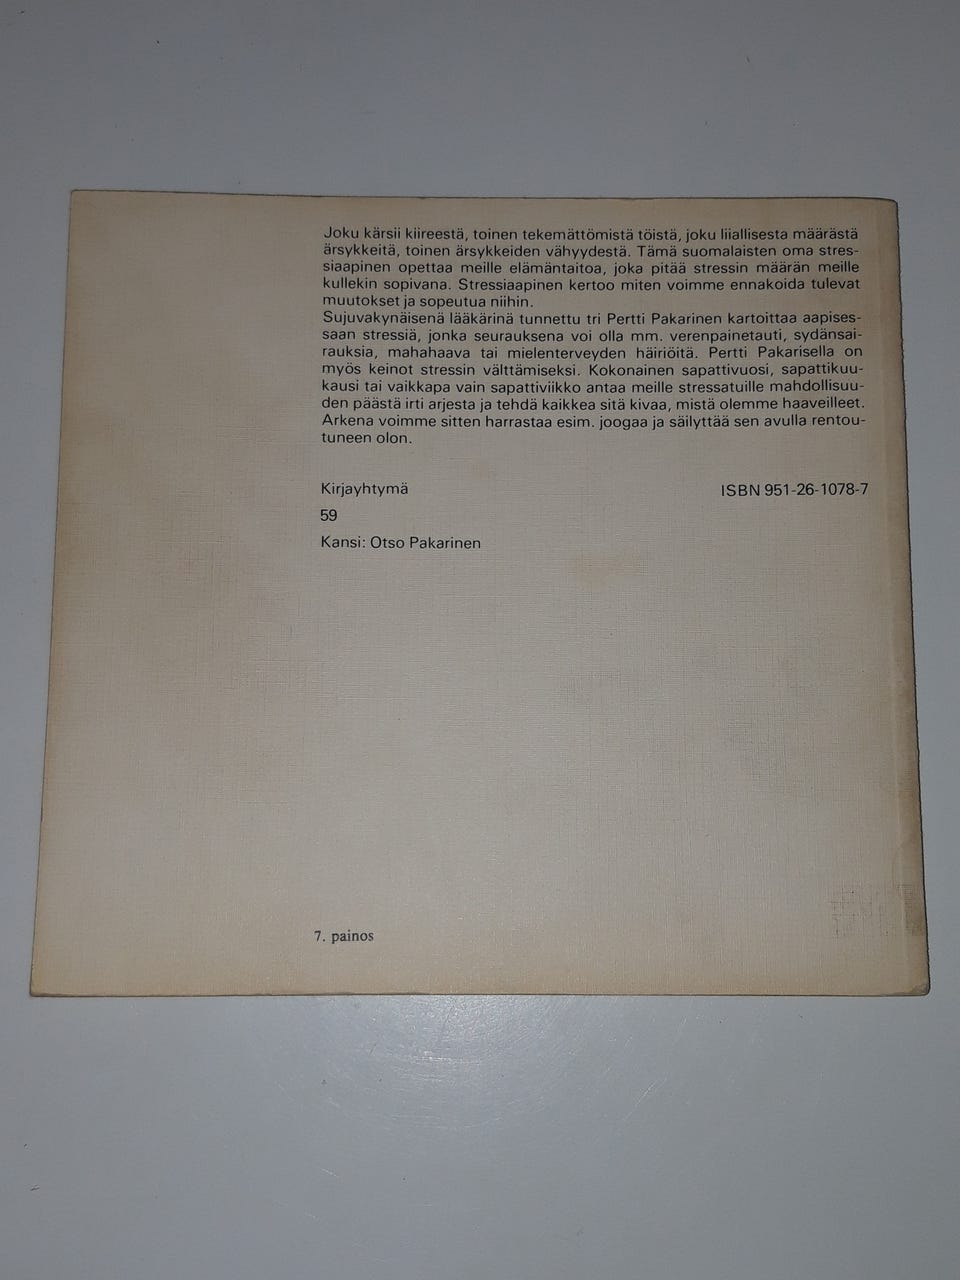 Joku kärsii kiireestä, toinen tekemättömistä töistä, joku liiallisesta määrästä
ärsykkeitä, toinen ärsykkeiden vähyydestä. Tämä suomalaisten oma stres-
siaapinen opettaa meille elämäntaitoa, joka pitää stressin määrän meille
kullekin sopivana. Stressiaapinen kertoo miten voimme ennakoida tulevat
muutokset ja sopeutua niihin.
Sujuvakynäisenä lääkärinä tunnettu tri Pertti Pakarinen kartoittaa aapises-
saan stressiä, jonka seurauksena voi olla mm. verenpainetauti, sydänsai-
rauksia, mahahaava tai mielenterveyden häiriöitä. Pertti Pakarisella on
myös keinot stressin välttämiseksi. Kokonainen sapattivuosi, sapattikuu-
kausi tai vaikkapa vain sapattiviikko antaa meille stressatuille mahdollisuu-
den päästä irti arjesta ja tehdä kaikkea sitä kivaa, mistä olemme haaveilleet.
Arkena voimme sitten harrastaa esim. joogaa ja säilyttää sen avulla rentou-
tuneen olon.
Kirjayhtymä ISBN 951-26-1078-7
59
Kansi: Otso Pakarinen
7. painos